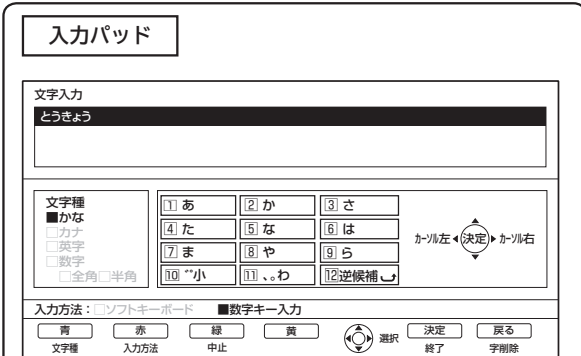 入力パッド
文字入力
とうきょう
文字種
■かな
□カナ
□英字
□数字
□全角□半角
1 あ 2 か 3 さ
4 た 5 な 6 は
7 ま 8 や 9 ら
10 ゛゜小 11 、。わ 12逆候補
カーソル左 決定 カーソル右
入力方法：□ソフトキーボード ■数字キー入力
青 赤 緑 黄 選択 決定 戻る
文字種 入力方法 中止 終了 字削除